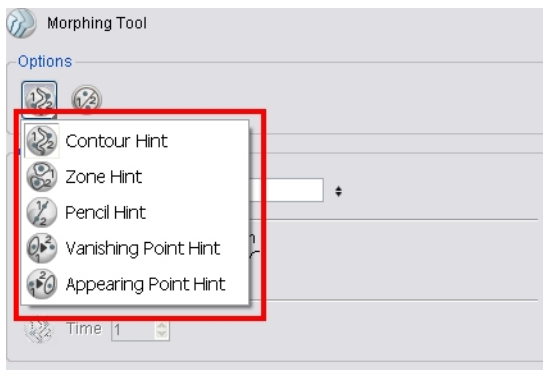 Morphing Tool
Options
Contour Hint
Zone Hint
Pencil Hint
Vanishing Point Hint
Appearing Point Hint
Time 1